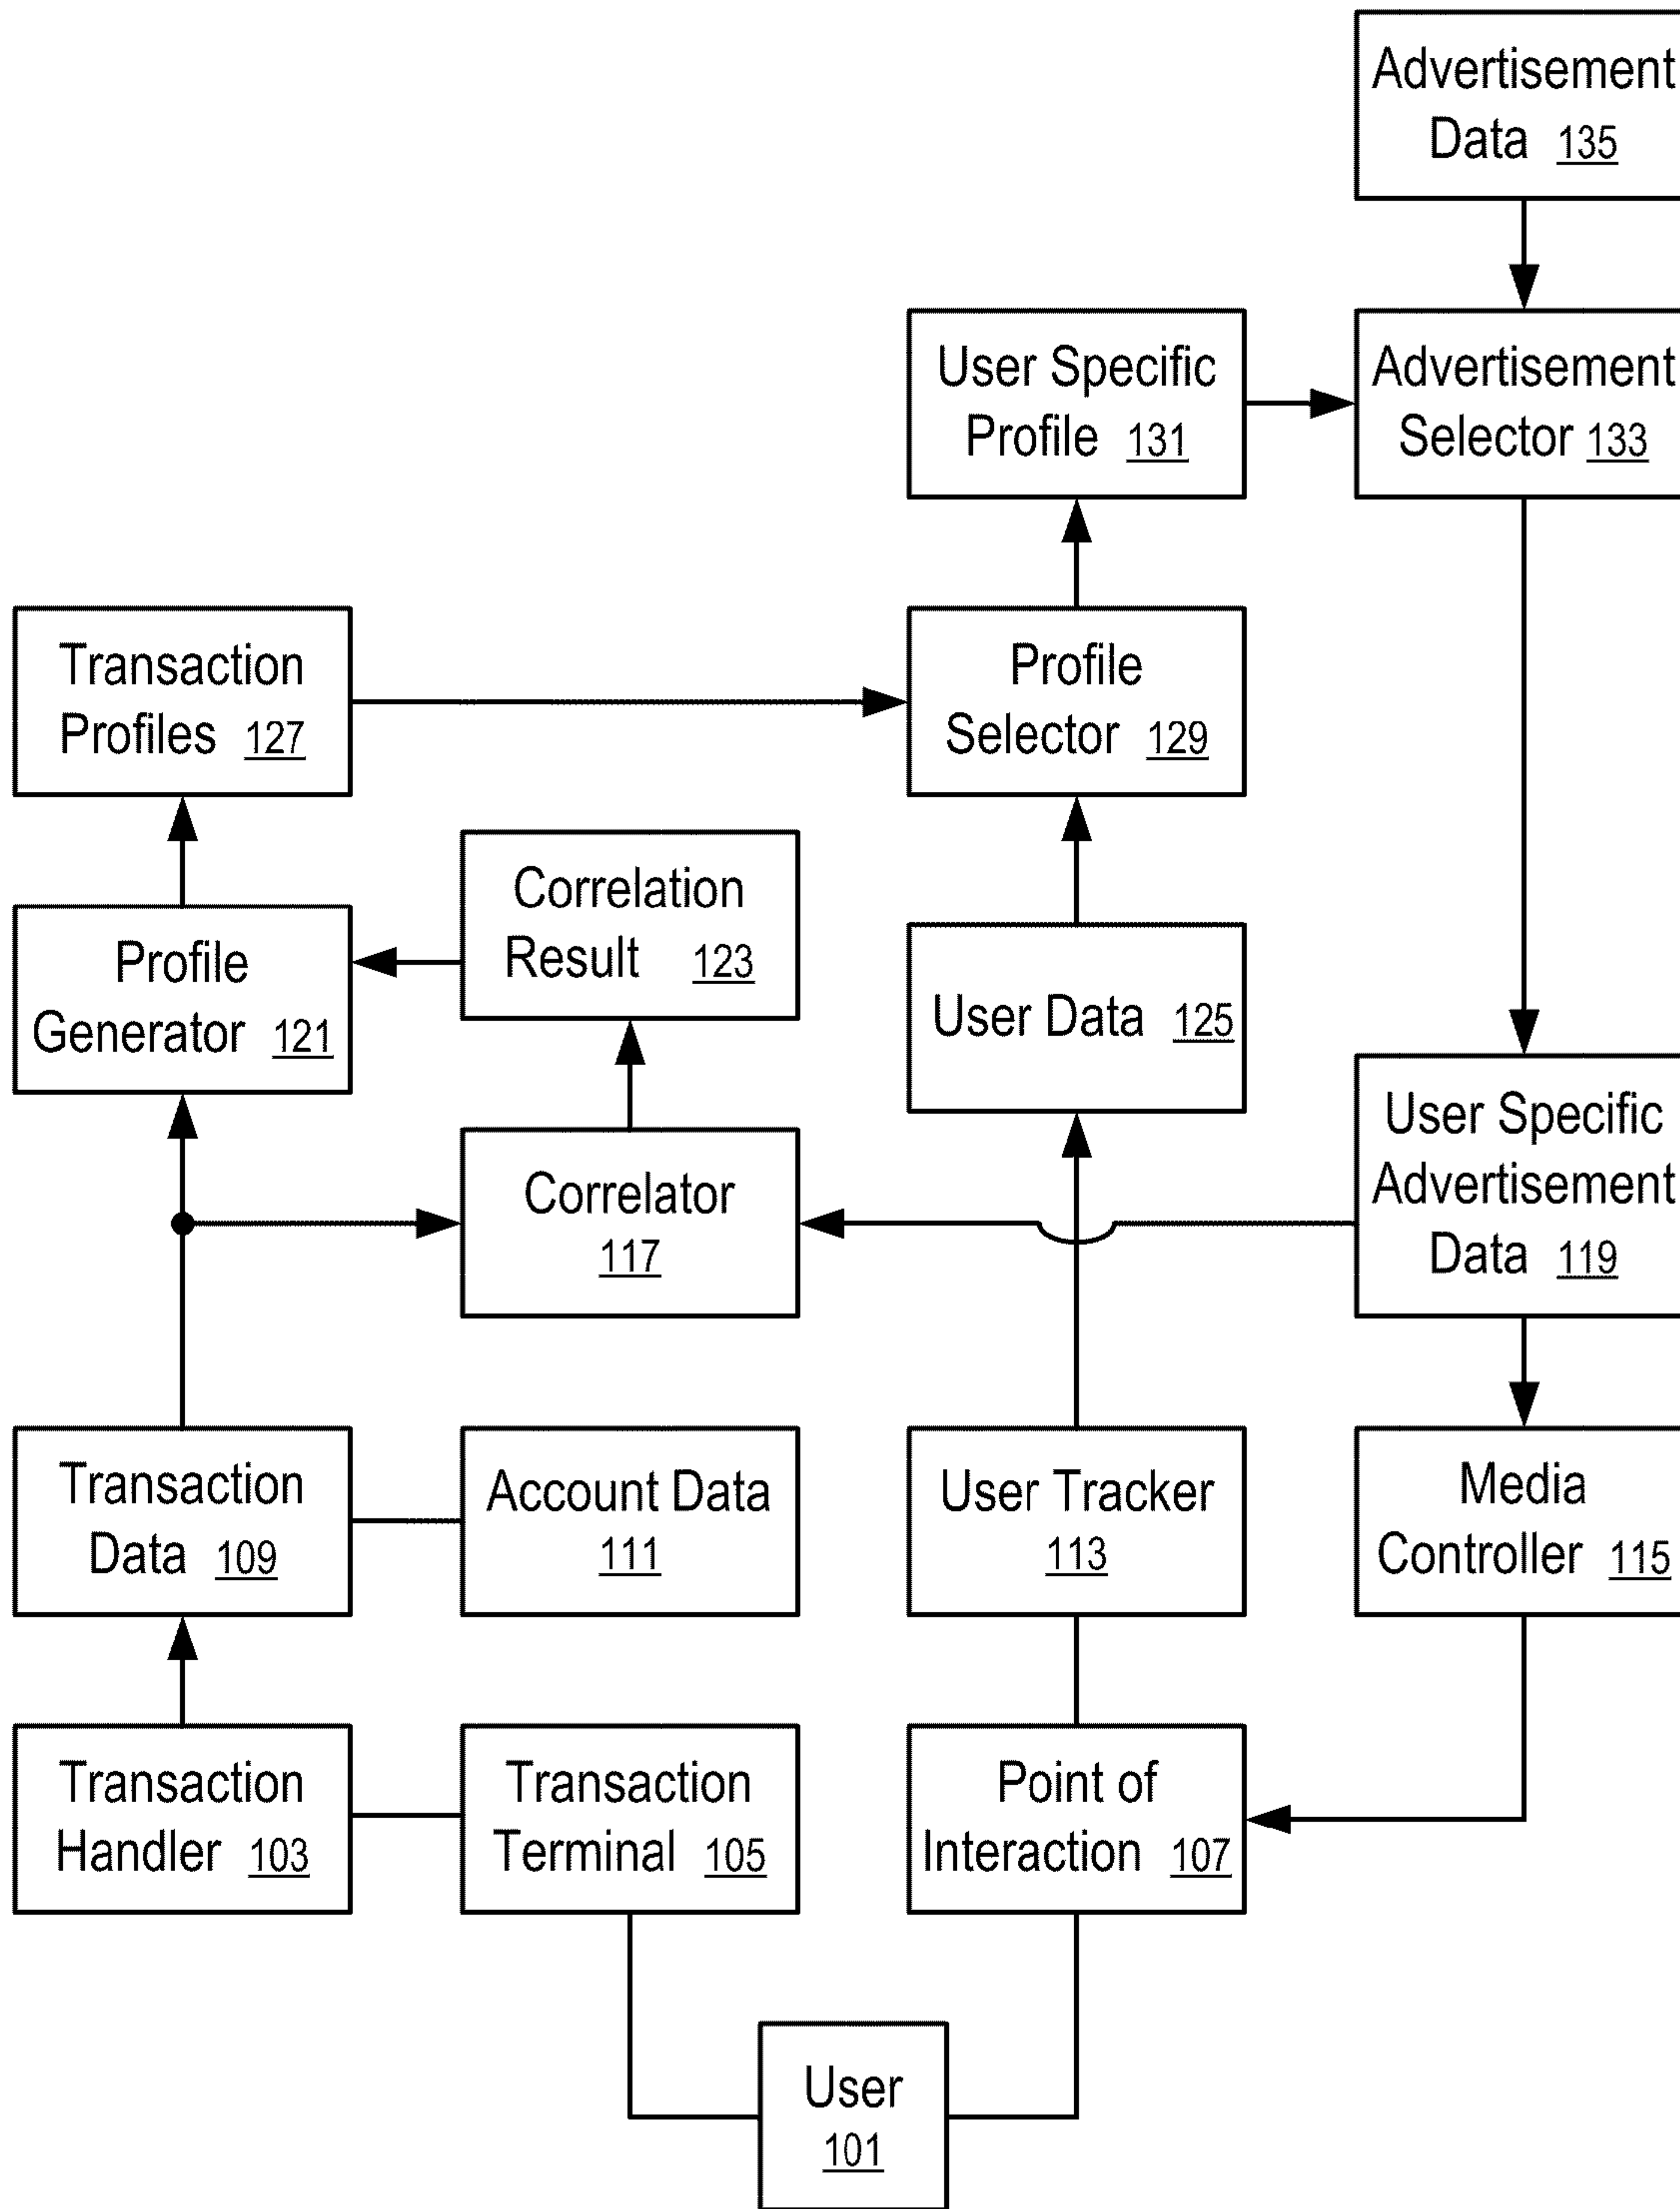 Advertisement
Data 135
User Specific
Profile 131
Advertisement
Selector 133
Transaction
Profiles 127
Profile
Selector 129
Correlation
Result 123
Profile
Generator 121
User Data 125
User Specific
Advertisement
Data 119
Correlator
117
Transaction
Data 109
Account Data
111
User Tracker
113
Media
Controller 115
Transaction
Handler 103
Transaction
Terminal 105
Point of
Interaction 107
User
101